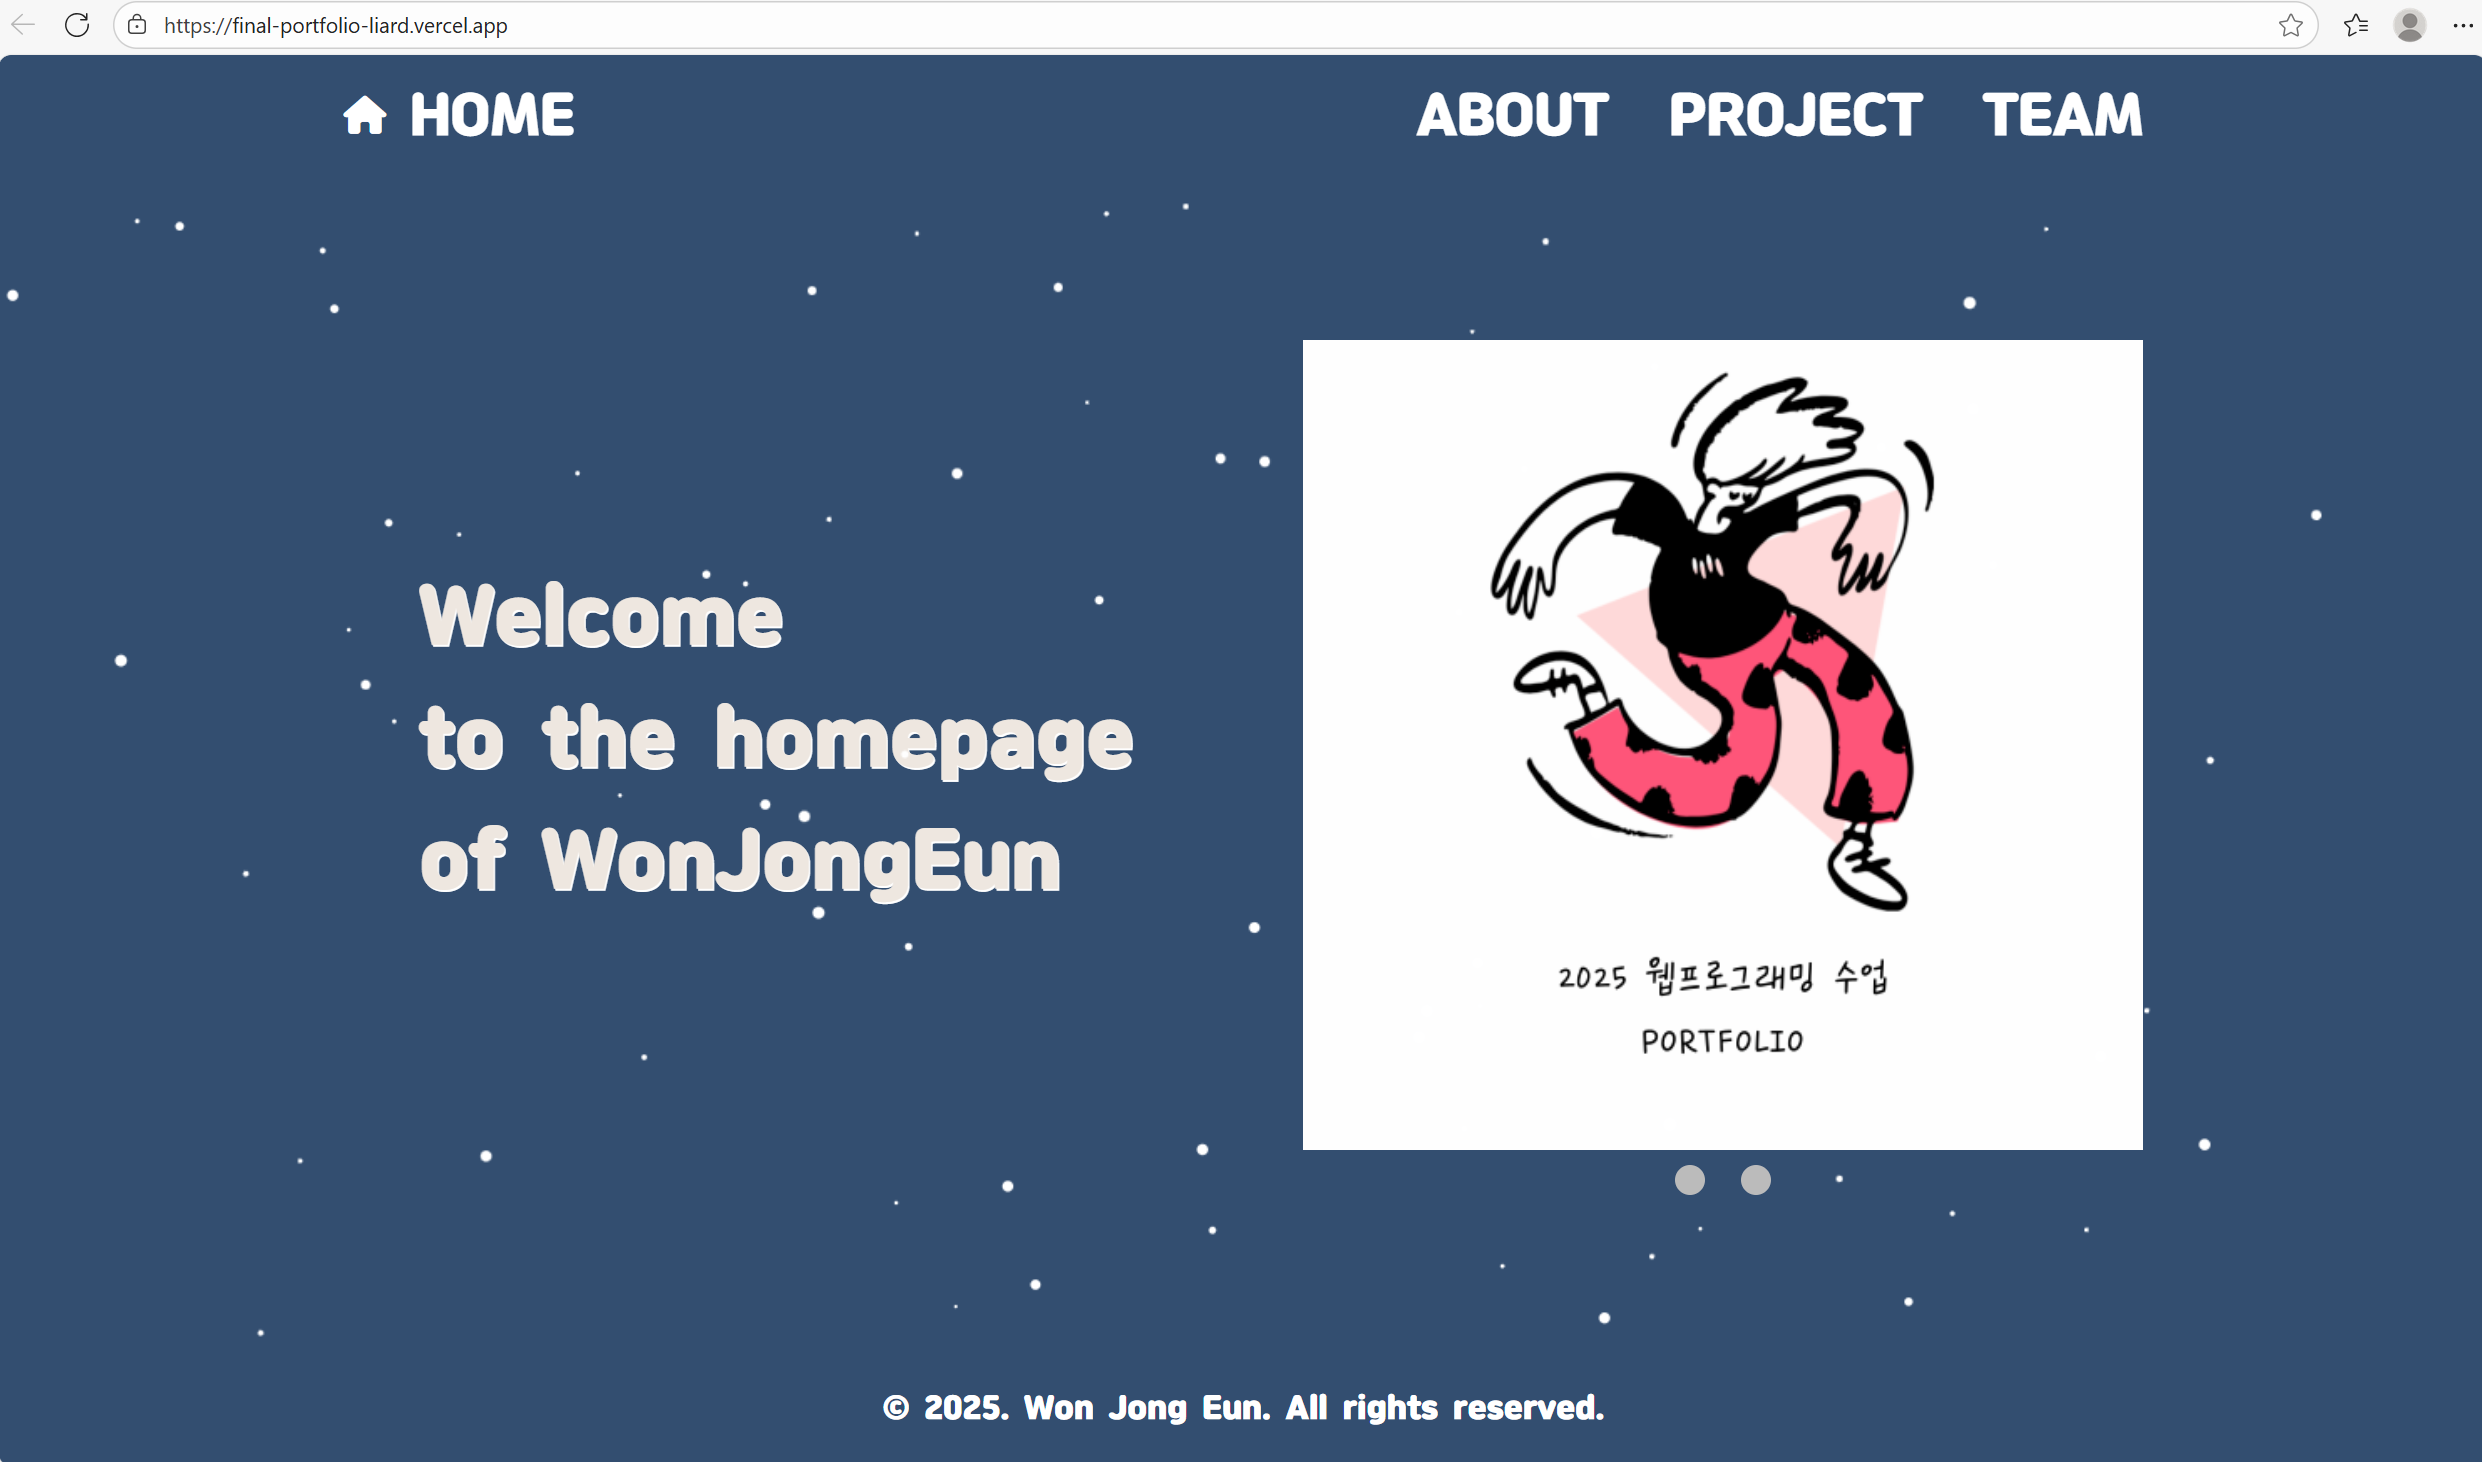 https://final-portfolio-liard.vercel.app
HOME
ABOUT PROJECT TEAM
Welcome
to the homepage
of WonJongEun
2025 웹프로그래밍 수업
PORTFOLIO
© 2025. Won Jong Eun. All rights reserved.